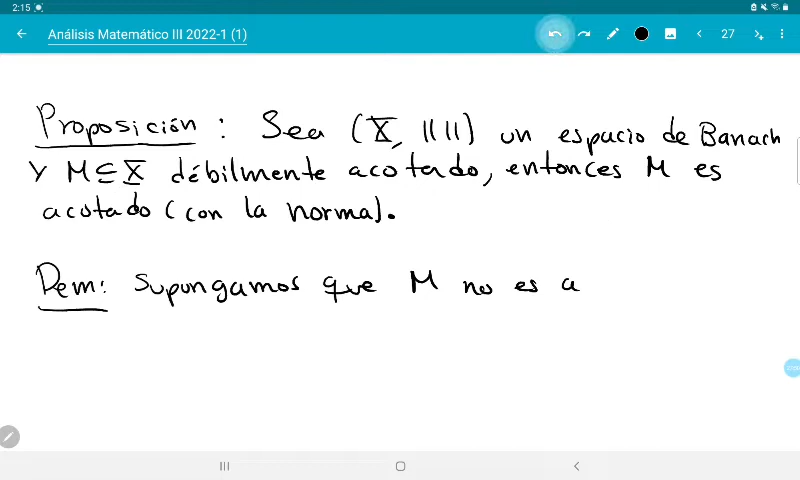 2:15
Análisis Matemático III 2022-1 (1)
27
Proposición: Sea (X, || ||) un espacio de Banach
y M ⊆ X débilmente acotado, entonces M es
acotado (con la norma).
Dem: Supongamos que M no es a